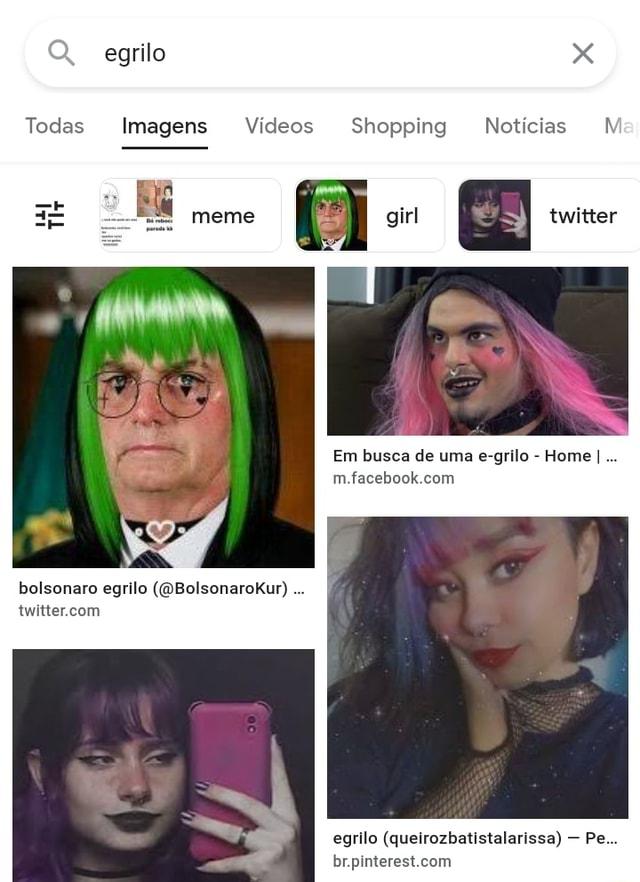 egrilo
Todas Imagens Vídeos Shopping Notícias Ma
meme girl twitter
bolsonaro egrilo (@BolsonaroKur) ...
twitter.com
Em busca de uma e-grilo - Home | ...
m.facebook.com
egrilo (queirozbatistalarissa) — Pe...
br.pinterest.com